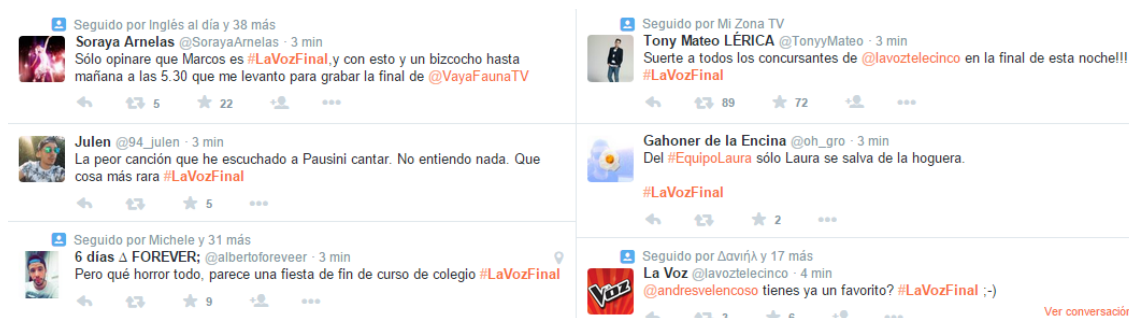 Seguido por Inglés al día y 38 más
Soraya Arnelas @SorayaArnelas · 3 min
Sólo opinare que Marcos es #LaVozFinal,y con esto y un bizcocho hasta
mañana a las 5.30 que me levanto para grabar la final de @VayaFaunaTV
5 22
Julen @94_julen · 3 min
La peor canción que he escuchado a Pausini cantar. No entiendo nada. Que
cosa más rara #LaVozFinal
5
Seguido por Michele y 31 más
6 días Δ FOREVER; @albertoforeveer · 3 min
Pero qué horror todo, parece una fiesta de fin de curso de colegio #LaVozFinal
9
Seguido por Mi Zona TV
Tony Mateo LÉRICA @TonyyMateo · 3 min
Suerte a todos los concursantes de @lavoztelecinco en la final de esta noche!!!
#LaVozFinal
89 72
Gahoner de la Encina @oh_gro · 3 min
Del #EquipoLaura sólo Laura se salva de la hoguera.
#LaVozFinal
2
Seguido por Δανιήλ y 17 más
La Voz @lavoztelecinco · 4 min
@andresvelencoso tienes ya un favorito? #LaVozFinal ;-)
La Voz
Ver conversación